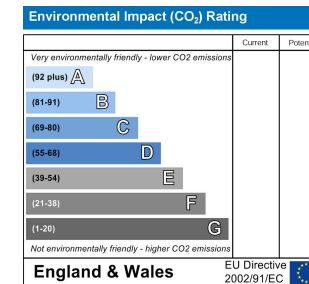 Environmental Impact (CO₂) Rating
Current
Very environmentally friendly - lower CO2 emissions
(92 plus) A
(81-91) B
(69-80) C
(55-68) D
(39-54) E
(21-38) F
(1-20) G
Not environmentally friendly - higher CO2 emissions
England & Wales
EU Directive
2002/91/EC